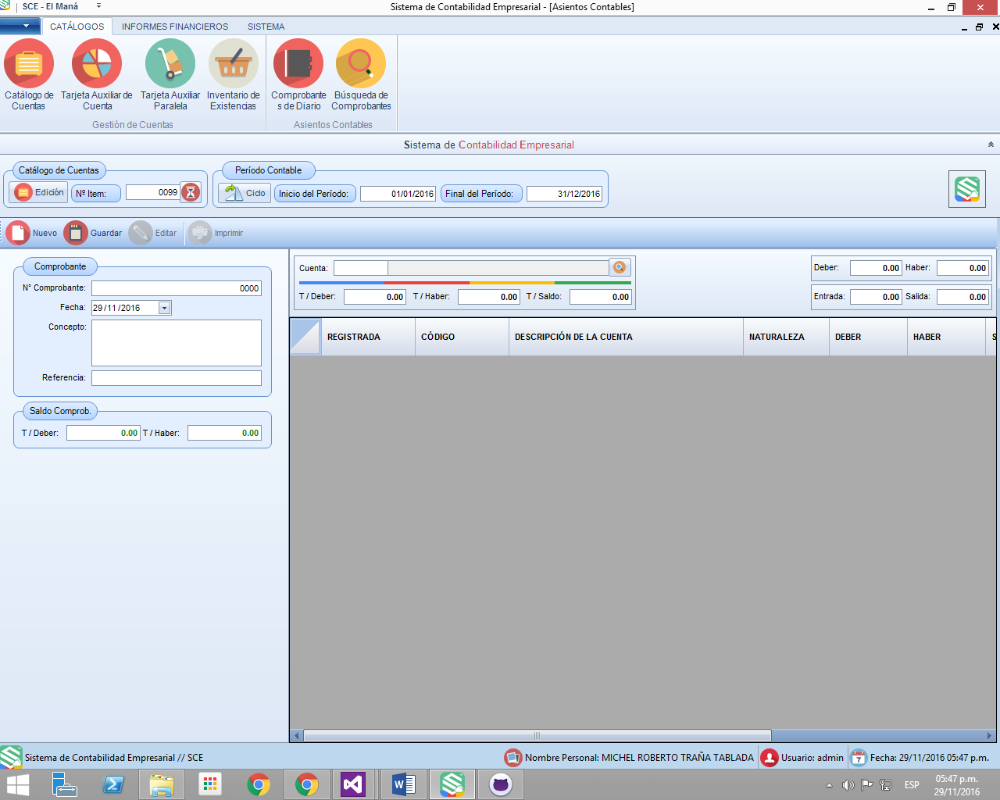 SCE - El Maná
Sistema de Contabilidad Empresarial - [Asientos Contables]
CATÁLOGOS INFORMES FINANCIEROS SISTEMA
Catálogo de Cuentas
Tarjeta Auxiliar de Cuenta
Tarjeta Auxiliar Paralela
Inventario de Existencias
Comprobante s de Diario
Búsqueda de Comprobantes
Gestión de Cuentas
Asientos Contables
Sistema de Contabilidad Empresarial
Catálogo de Cuentas
Período Contable
Edición Nº Item: 0099
Ciclo Inicio del Período: 01/01/2016 Final del Período: 31/12/2016
Nuevo Guardar Editar Imprimir
Comprobante
N° Comprobante: 0000
Fecha: 29/11/2016
Concepto:
Referencia:
Saldo Comprob.
T / Deber: 0.00 T / Haber: 0.00
Cuenta:
T / Deber: 0.00 T / Haber: 0.00 T / Saldo: 0.00
Deber: 0.00 Haber: 0.00
Entrada: 0.00 Salida: 0.00
REGISTRADA CÓDIGO DESCRIPCIÓN DE LA CUENTA NATURALEZA DEBER HABER S
Sistema de Contabilidad Empresarial // SCE
Nombre Personal: MICHEL ROBERTO TRAÑA TABLADA
Usuario: admin
7
Fecha: 29/11/2016 05:47 p.m.
ESP
05:47 p.m.
29/11/2016